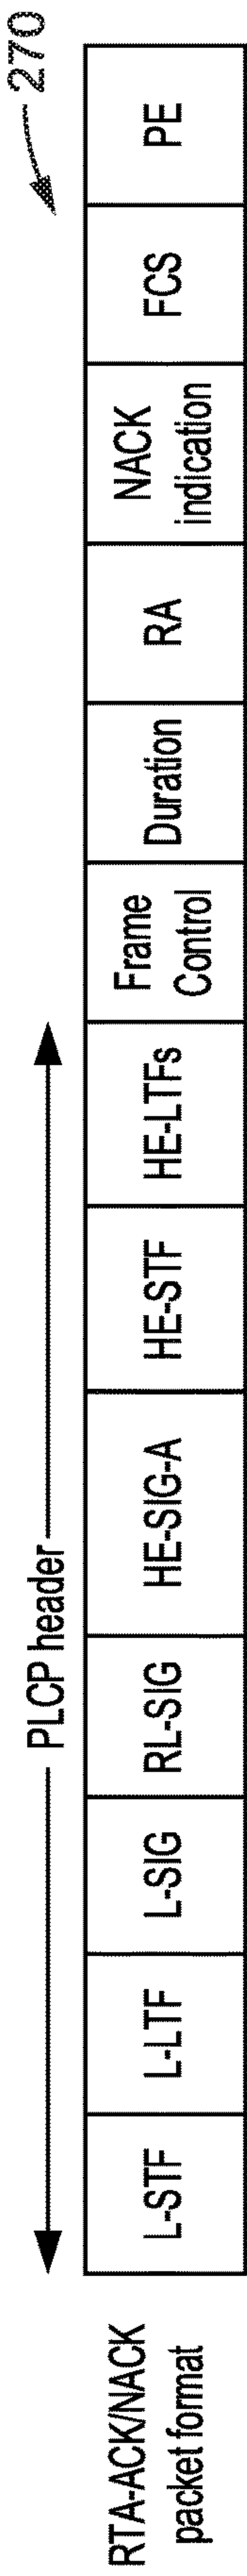 270
PLCP header
RTA-ACK/NACK
packet format
L-STF
L-LTF
L-SIG
RL-SIG
HE-SIG-A
HE-STF
HE-LTFs
Frame
Control
Duration
RA
NACK
indication
FCS
PE